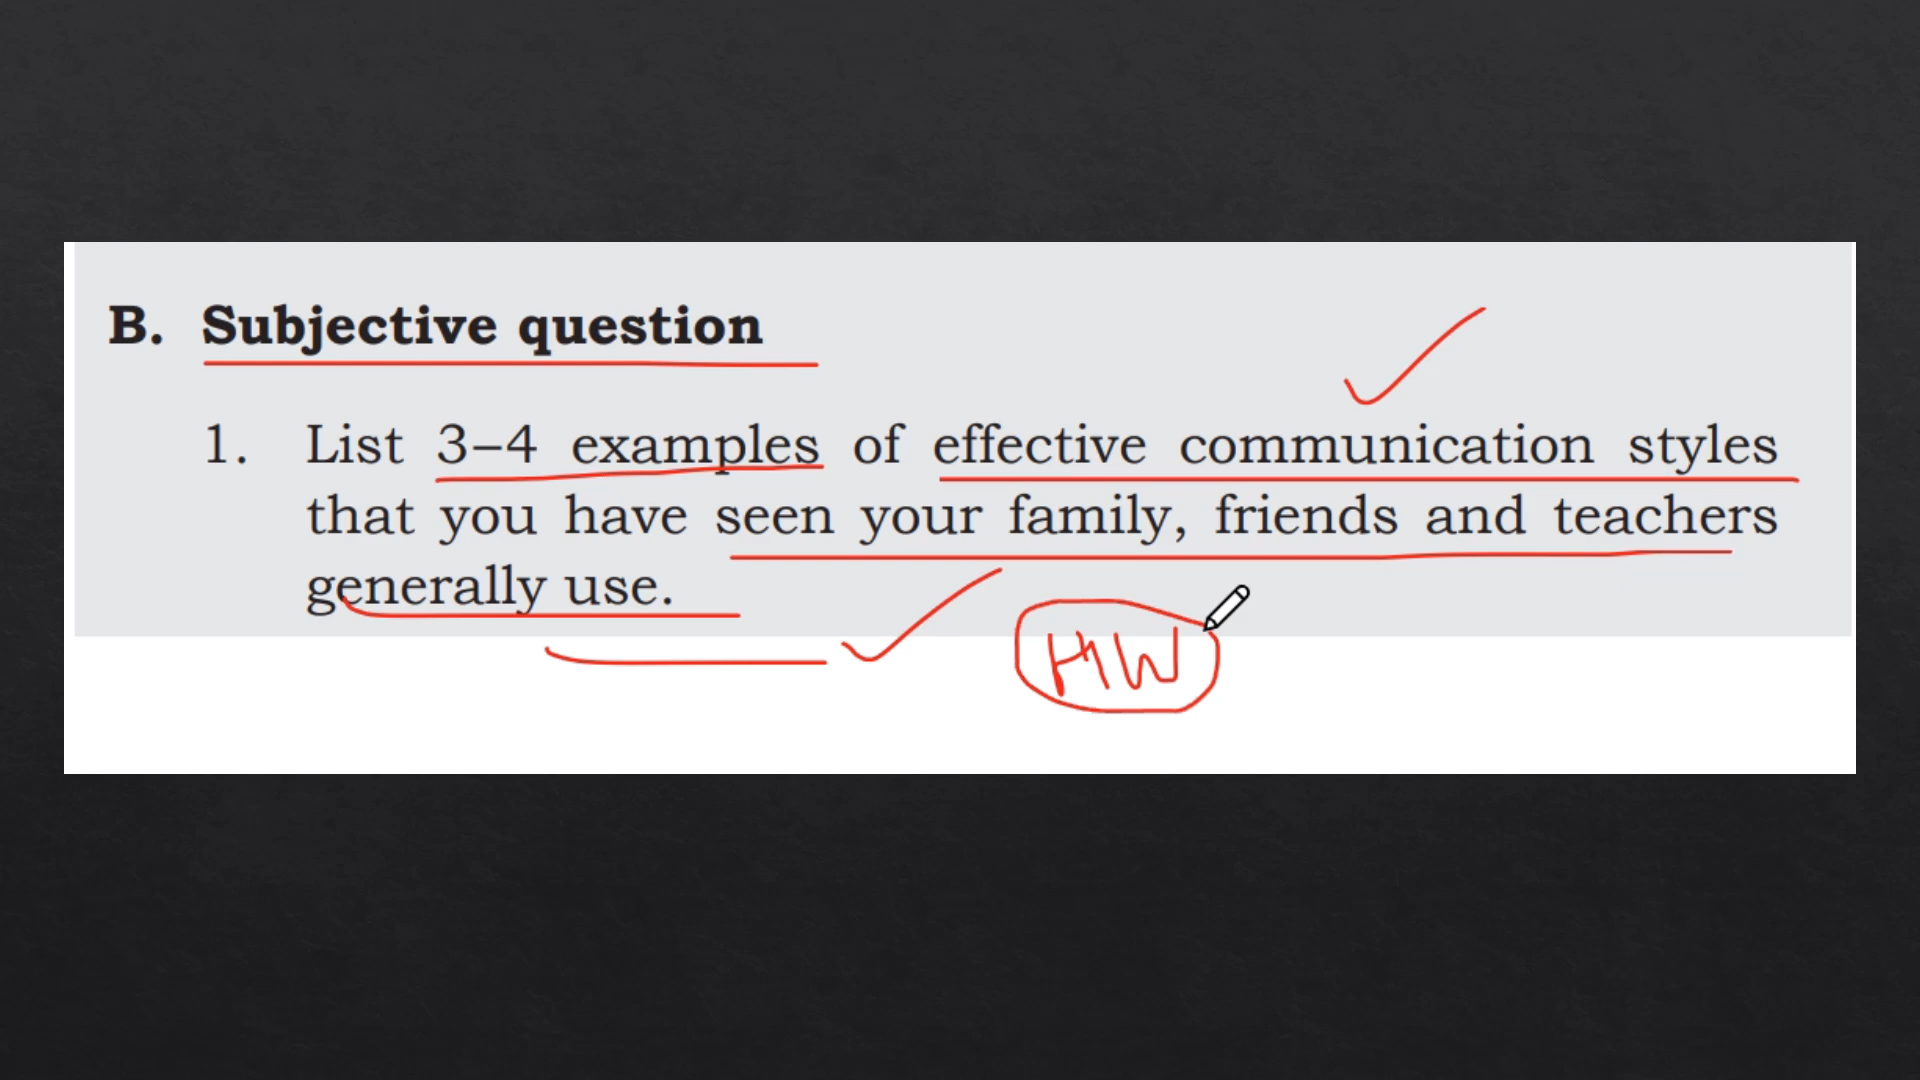 B. Subjective question
1. List 3–4 examples of effective communication styles
that you have seen your family, friends and teachers
generally use.
HW